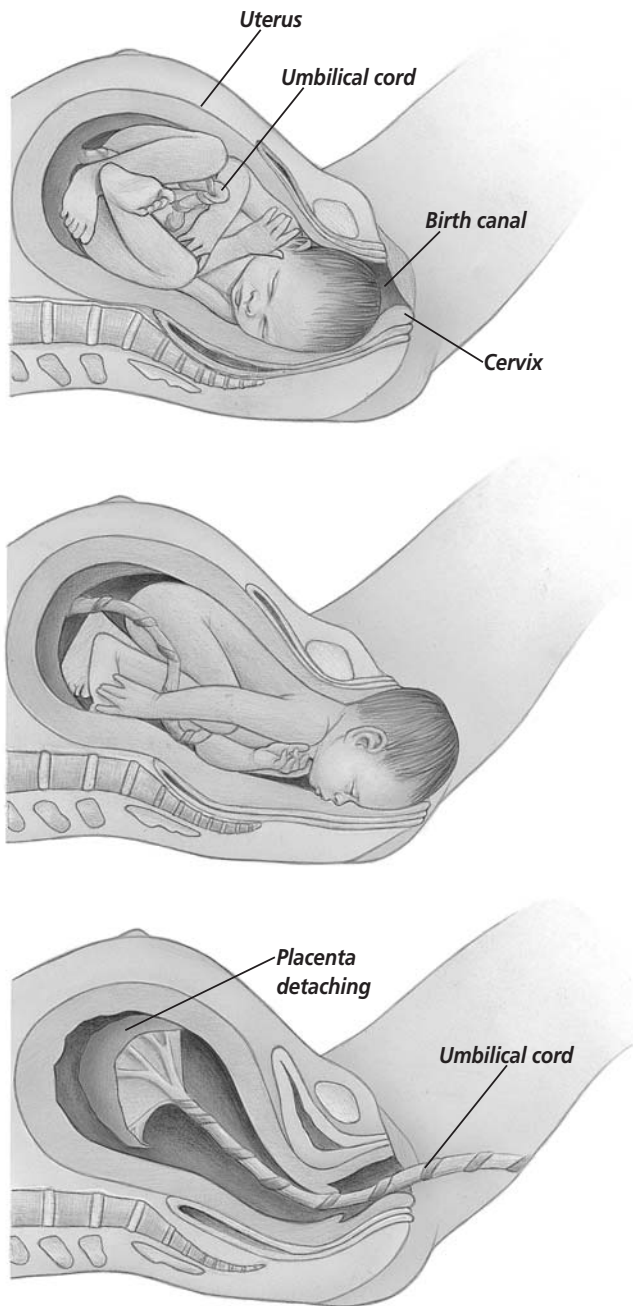 Uterus
Umbilical cord
Birth canal
Cervix
Placenta
detaching
Umbilical cord